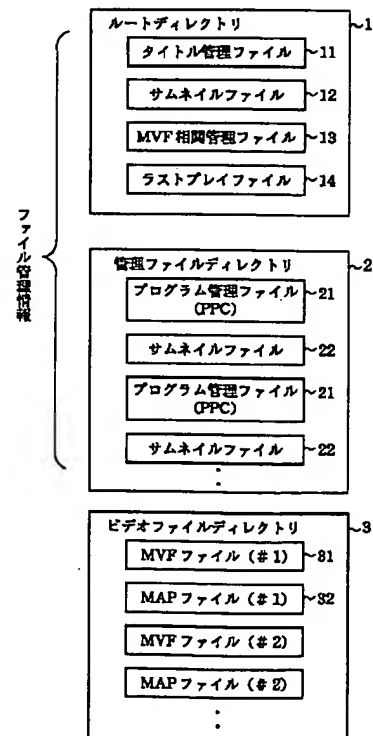 ルートディレクトリ ~1
タイトル管理ファイル ~11
サムネイルファイル ~12
MVF相関管理ファイル ~13
ラストプレイファイル ~14
ファイル管理情報
管理ファイルディレクトリ ~2
プログラム管理ファイル ~21
(PPC)
サムネイルファイル ~22
プログラム管理ファイル ~21
(PPC)
サムネイルファイル ~22
ビデオファイルディレクトリ ~3
MVFファイル (#1) ~31
MAPファイル (#1) ~32
MVFファイル (#2)
MAPファイル (#2)